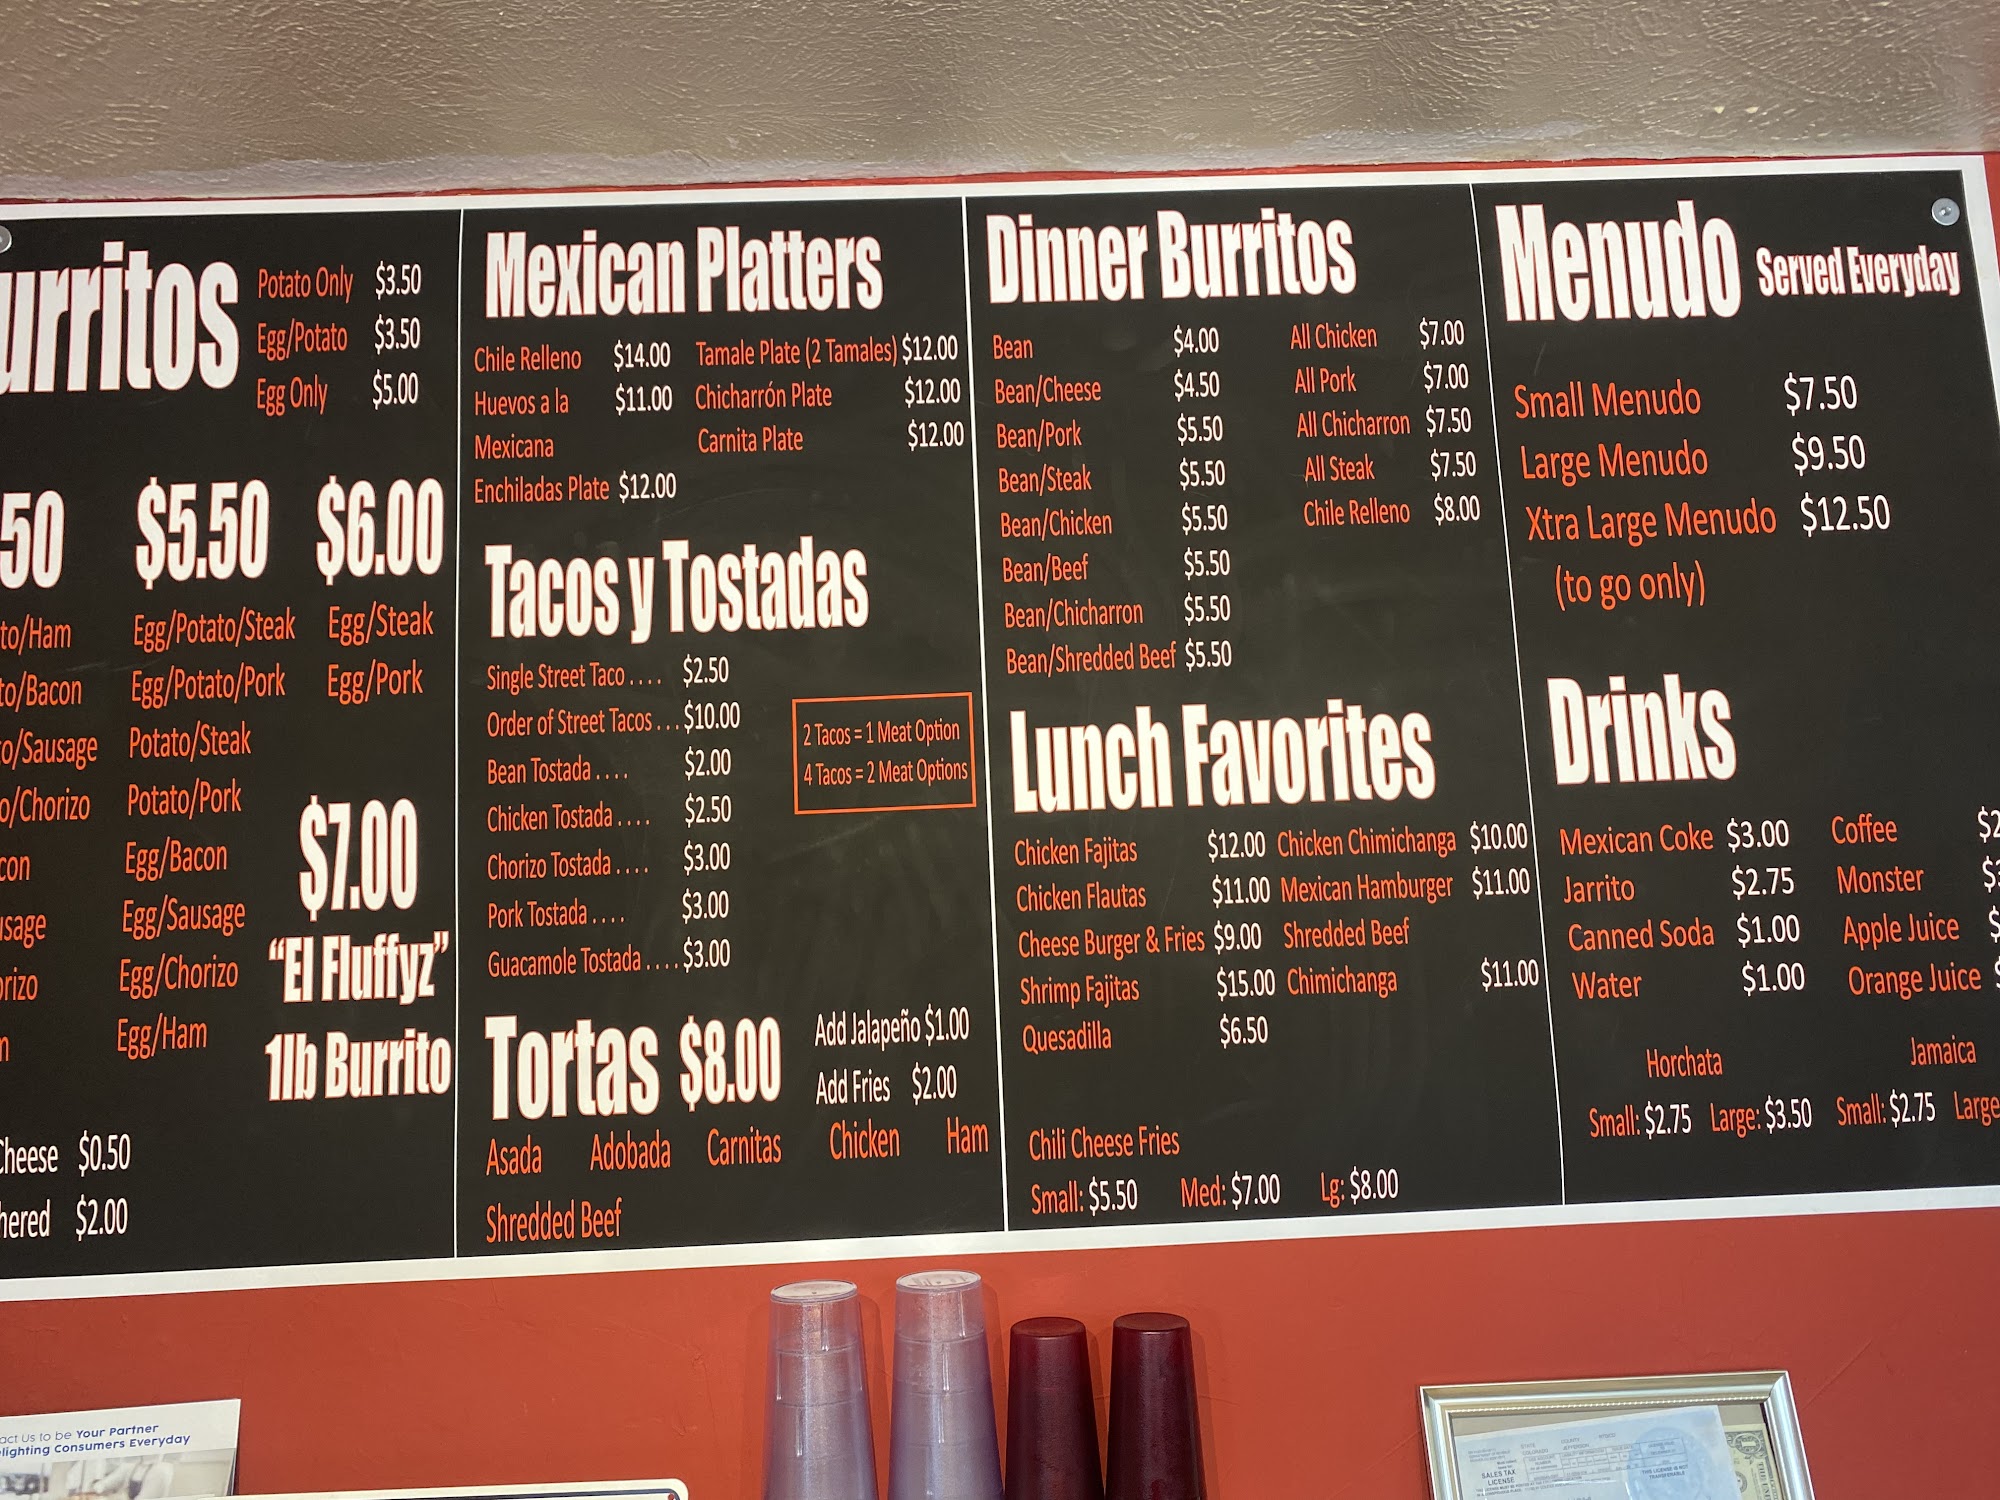 Potato Only $3.50
Egg/Potato $3.50
Egg Only $5.00
$5.50
Egg/Potato/Steak
Egg/Potato/Pork
Potato/Steak
Potato/Pork
Egg/Bacon
Egg/Sausage
Egg/Chorizo
Egg/Ham
$6.00
Egg/Steak
Egg/Pork
$7.00
"El Fluffyz"
1lb Burrito
Cheese $0.50
$2.00
Mexican Platters
Chile Relleno $14.00
Huevos a la $11.00
Mexicana
Enchiladas Plate $12.00
Tamale Plate (2 Tamales) $12.00
Chicharrón Plate $12.00
Carnita Plate $12.00
Tacos y Tostadas
Single Street Taco . . . . $2.50
Order of Street Tacos . . . $10.00
Bean Tostada . . . . $2.00
Chicken Tostada . . . . $2.50
Chorizo Tostada . . . . $3.00
Pork Tostada . . . . $3.00
Guacamole Tostada . . . . $3.00
2 Tacos = 1 Meat Option
4 Tacos = 2 Meat Options
Tortas $8.00
Add Jalapeño $1.00
Add Fries $2.00
Asada Adobada Carnitas Chicken Ham
Shredded Beef
Dinner Burritos
Bean $4.00
Bean/Cheese $4.50
Bean/Pork $5.50
Bean/Steak $5.50
Bean/Chicken $5.50
Bean/Beef $5.50
Bean/Chicharron $5.50
Bean/Shredded Beef $5.50
All Chicken $7.00
All Pork $7.00
All Chicharron $7.50
All Steak $7.50
Chile Relleno $8.00
Lunch Favorites
Chicken Fajitas $12.00
Chicken Flautas $11.00
Cheese Burger & Fries $9.00
Shrimp Fajitas $15.00
Quesadilla $6.50
Chicken Chimichanga $10.00
Mexican Hamburger $11.00
Shredded Beef
Chimichanga $11.00
Chili Cheese Fries
Small: $5.50 Med: $7.00 Lg: $8.00
Menudo Served Everyday
Small Menudo $7.50
Large Menudo $9.50
Xtra Large Menudo $12.50
(to go only)
Drinks
Mexican Coke $3.00
Jarrito $2.75
Canned Soda $1.00
Water $1.00
Coffee
Monster
Apple Juice
Orange Juice
Horchata
Small: $2.75 Large: $3.50
Jamaica
Small: $2.75 Large
Us to be Your Partner
Consumers Everyday
SALES TAX
LICENSE